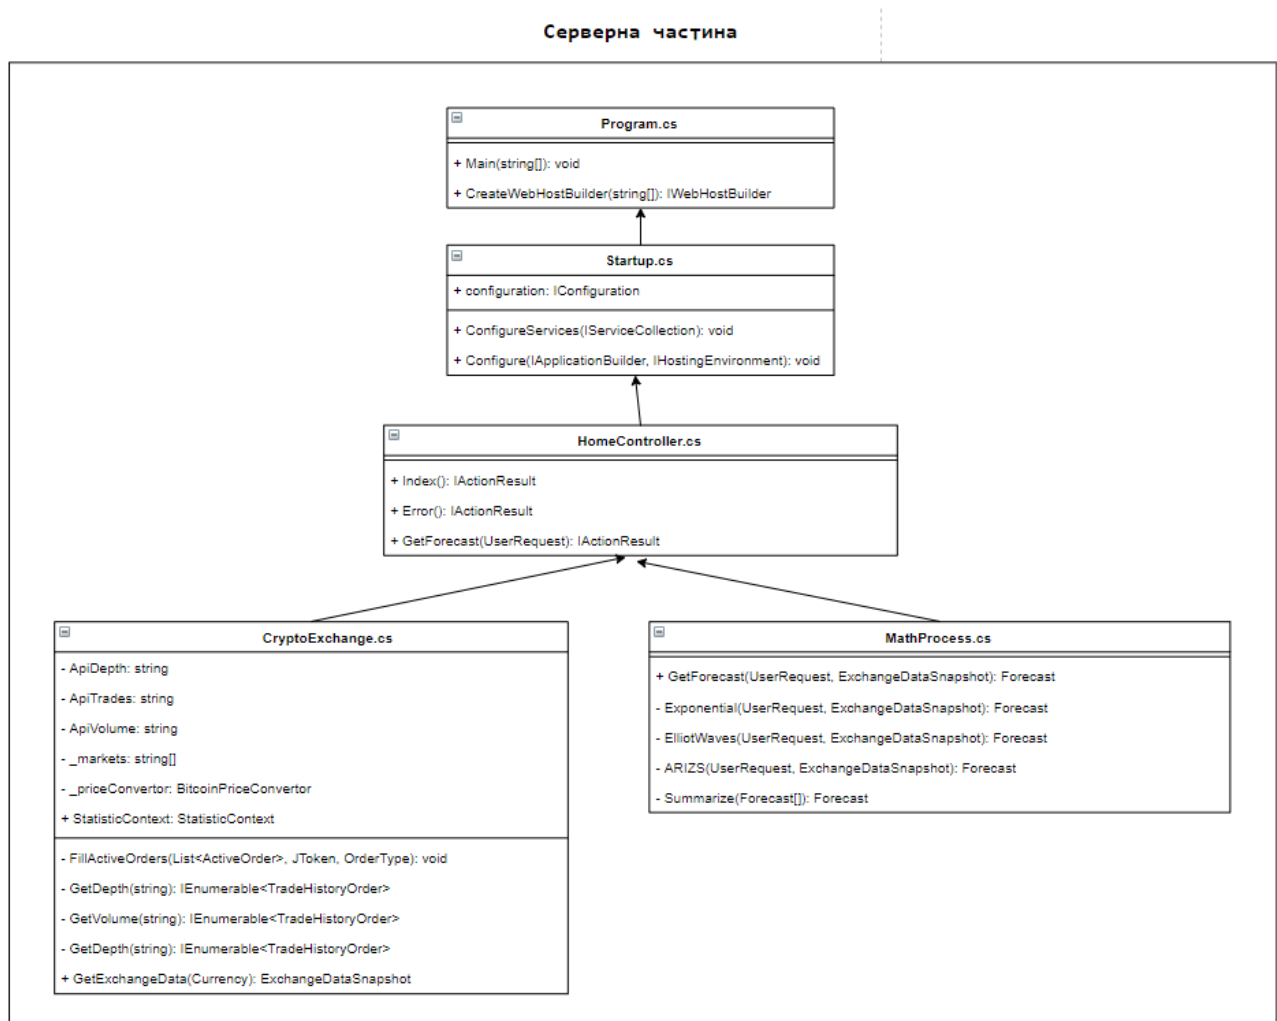 Серверна частина
Program.cs
+ Main(string[]): void
+ CreateWebHostBuilder(string[]): IWebHostBuilder
Startup.cs
+ configuration: IConfiguration
+ ConfigureServices(IServiceCollection): void
+ Configure(IApplicationBuilder, IHostingEnvironment): void
HomeController.cs
+ Index(): IActionResult
+ Error(): IActionResult
+ GetForecast(UserRequest): IActionResult
CryptoExchange.cs
- ApiDepth: string
- ApiTrades: string
- ApiVolume: string
- _markets: string[]
- _priceConvertor: BitcoinPriceConvertor
+ StatisticContext: StatisticContext
- FillActiveOrders(List<ActiveOrder>, JToken, OrderType): void
- GetDepth(string): IEnumerable<TradeHistoryOrder>
- GetVolume(string): IEnumerable<TradeHistoryOrder>
- GetDepth(string): IEnumerable<TradeHistoryOrder>
+ GetExchangeData(Currency): ExchangeDataSnapshot
MathProcess.cs
+ GetForecast(UserRequest, ExchangeDataSnapshot): Forecast
- Exponential(UserRequest, ExchangeDataSnapshot): Forecast
- ElliotWaves(UserRequest, ExchangeDataSnapshot): Forecast
- ARIZS(UserRequest, ExchangeDataSnapshot): Forecast
- Summarize(Forecast[]): Forecast